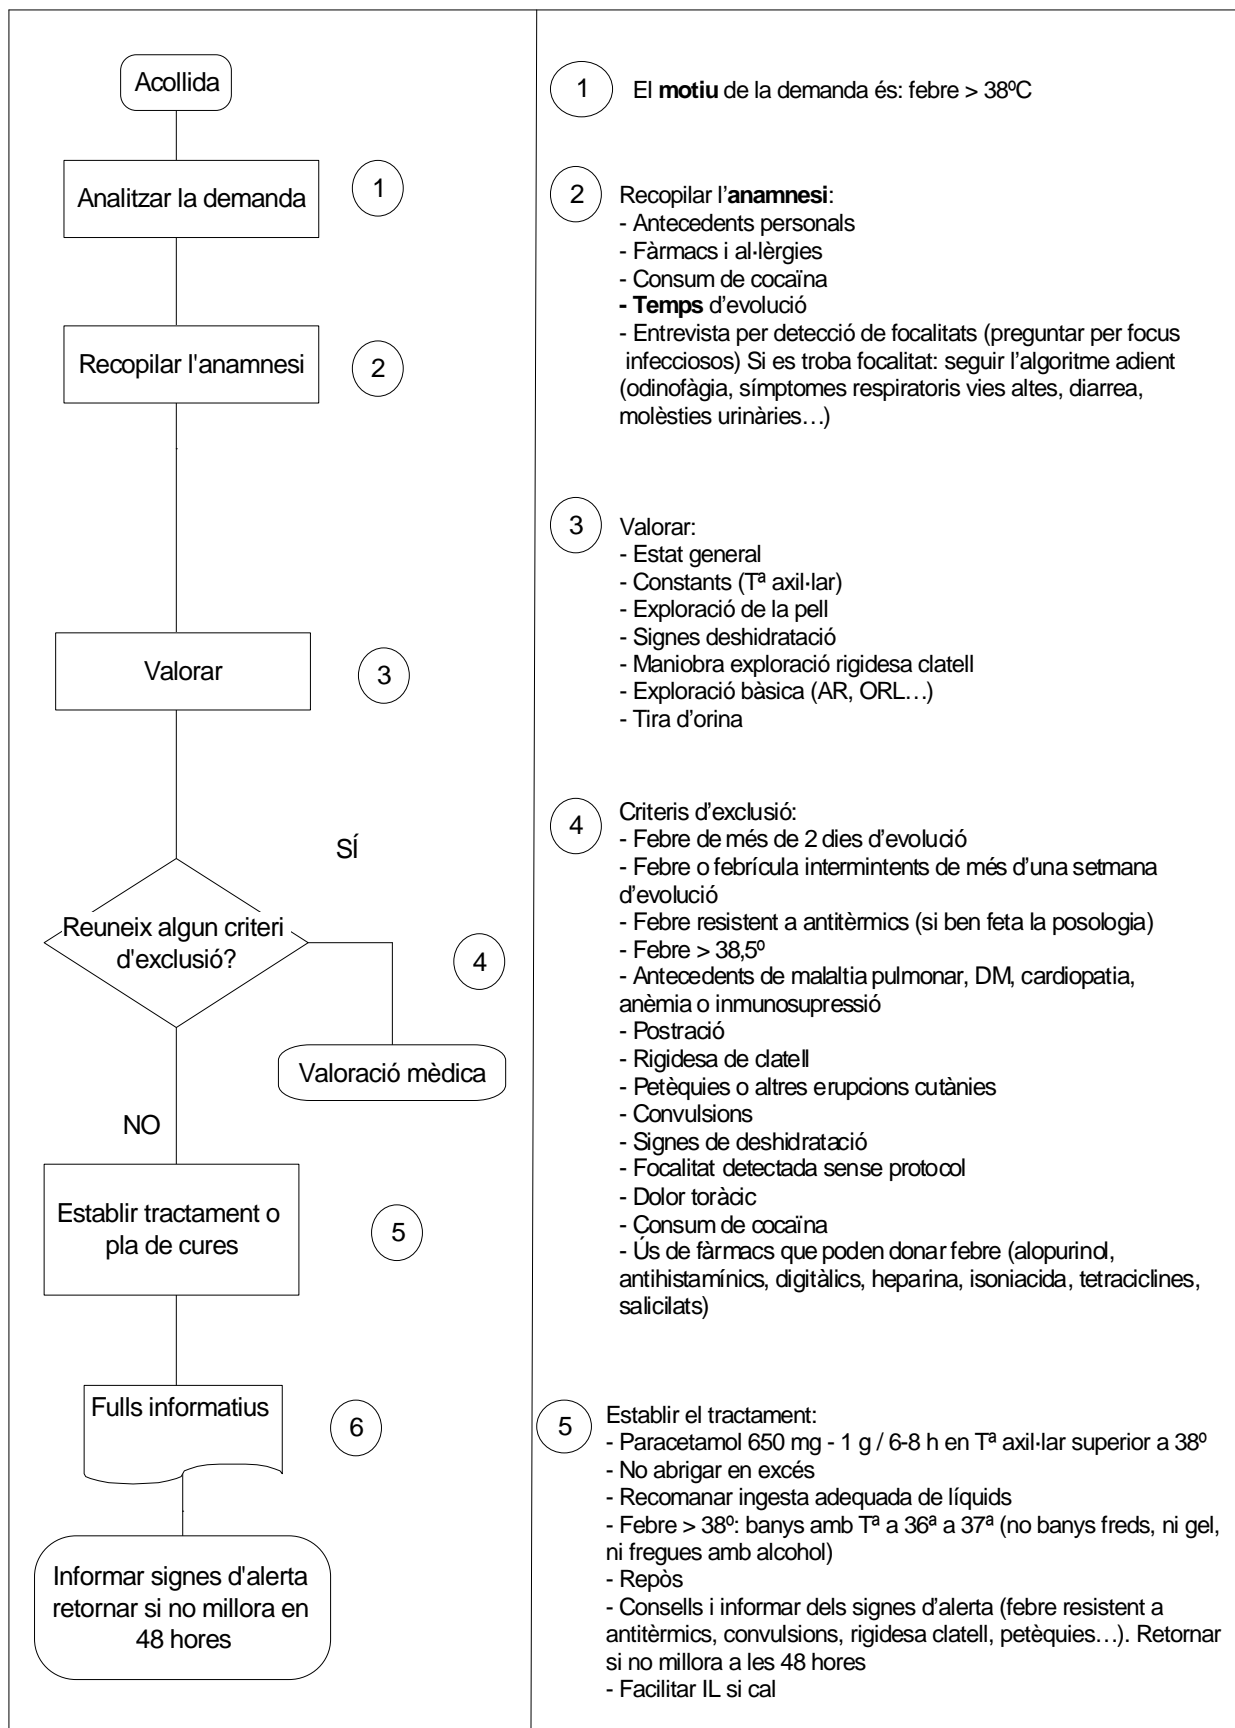 Acollida
Analitzar la demanda
1
Recopilar l'anamnesi
2
Valorar
3
SÍ
Reuneix algun criteri
d'exclusió?
4
Valoració mèdica
NO
Establir tractament o
pla de cures
5
Fulls informatius
6
Informar signes d'alerta
retornar si no millora en
48 hores
1
El motiu de la demanda és: febre > 38ºC
2
Recopilar l’anamnesi:
- Antecedents personals
- Fàrmacs i al·lèrgies
- Consum de cocaïna
- Temps d’evolució
- Entrevista per detecció de focalitats (preguntar per focus
infecciosos) Si es troba focalitat: seguir l’algoritme adient
(odinofàgia, símptomes respiratoris vies altes, diarrea,
molèsties urinàries…)
3
Valorar:
- Estat general
- Constants (Tª axil·lar)
- Exploració de la pell
- Signes deshidratació
- Maniobra exploració rigidesa clatell
- Exploració bàsica (AR, ORL…)
- Tira d’orina
4
Criteris d’exclusió:
- Febre de més de 2 dies d’evolució
- Febre o febrícula intermintents de més d’una setmana
d’evolució
- Febre resistent a antitèrmics (si ben feta la posologia)
- Febre > 38,5º
- Antecedents de malaltia pulmonar, DM, cardiopatia,
anèmia o inmunosupressió
- Postració
- Rigidesa de clatell
- Petèquies o altres erupcions cutànies
- Convulsions
- Signes de deshidratació
- Focalitat detectada sense protocol
- Dolor toràcic
- Consum de cocaïna
- Ús de fàrmacs que poden donar febre (alopurinol,
antihistamínics, digitàlics, heparina, isoniacida, tetraciclines,
salicilats)
5
Establir el tractament:
- Paracetamol 650 mg - 1 g / 6-8 h en Tª axil·lar superior a 38º
- No abrigar en excés
- Recomanar ingesta adequada de líquids
- Febre > 38º: banys amb Tª a 36ª a 37ª (no banys freds, ni gel,
ni fregues amb alcohol)
- Repòs
- Consells i informar dels signes d’alerta (febre resistent a
antitèrmics, convulsions, rigidesa clatell, petèquies…). Retornar
si no millora a les 48 hores
- Facilitar IL si cal